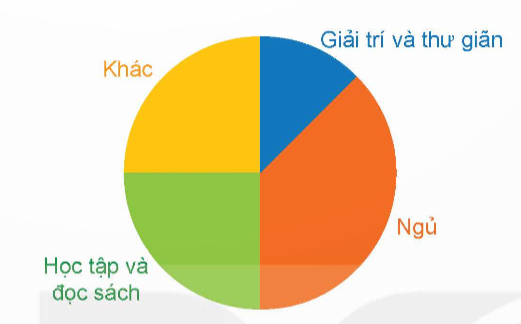 Giải trí và thư giãn
Khác
Ngủ
Học tập và
đọc sách